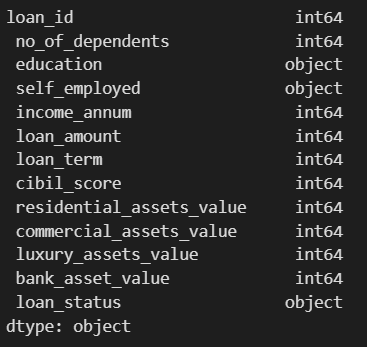 loan_id int64
no_of_dependents int64
education object
self_employed object
income_annum int64
loan_amount int64
loan_term int64
cibil_score int64
residential_assets_value int64
commercial_assets_value int64
luxury_assets_value int64
bank_asset_value int64
loan_status object
dtype: object